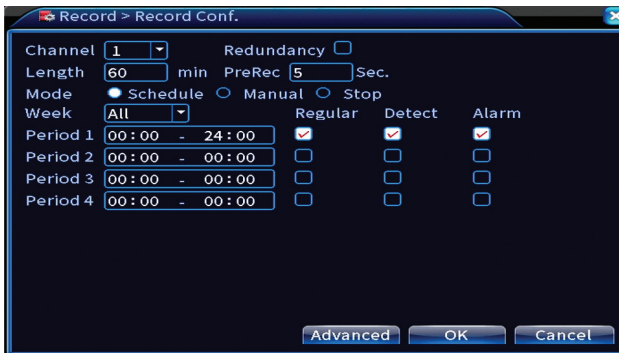 Record > Record Conf.
Channel 1 Redundancy
Length 60 min PreRec 5 Sec.
Mode Schedule Manual Stop
Week All Regular Detect Alarm
Period 1 00:00 - 24:00
Period 2 00:00 - 00:00
Period 3 00:00 - 00:00
Period 4 00:00 - 00:00
Advanced OK Cancel